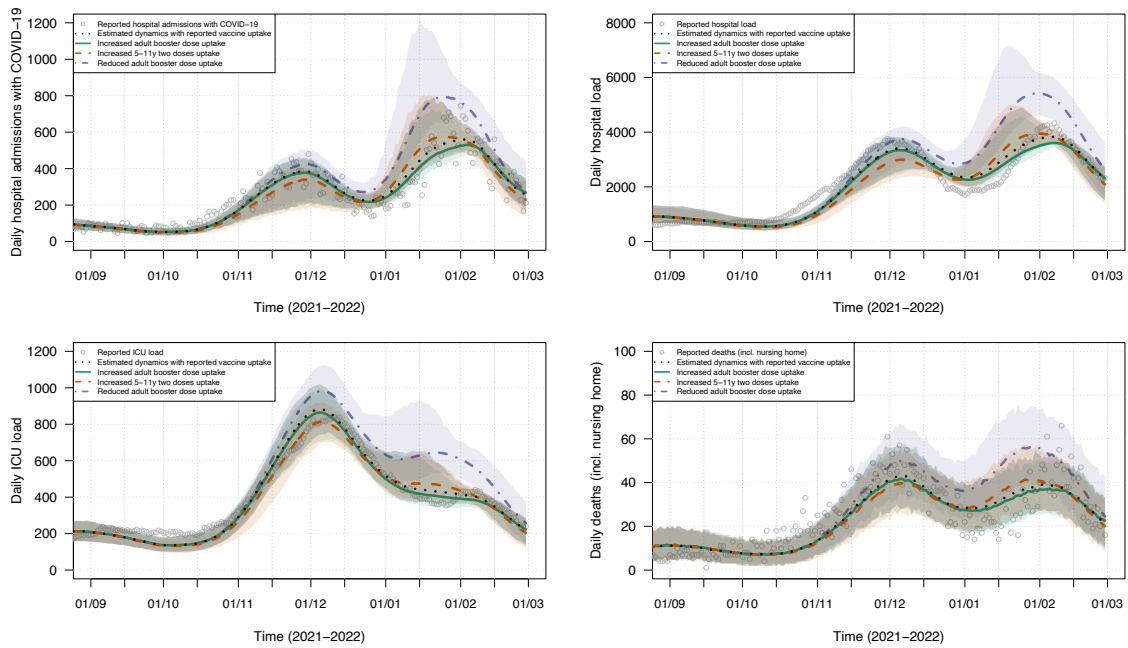 Daily hospital admissions with COVID−19
1200
1000
800
600
400
200
0
Reported hospital admissions with COVID−19
Estimated dynamics with reported vaccine uptake
Increased adult booster dose uptake
Increased 5−11y two doses uptake
Reduced adult booster dose uptake
01/09 01/10 01/11 01/12 01/01 01/02 01/03
Time (2021−2022)
Daily hospital load
8000
6000
4000
2000
0
Reported hospital load
Estimated dynamics with reported vaccine uptake
Increased adult booster dose uptake
Increased 5−11y two doses uptake
Reduced adult booster dose uptake
01/09 01/10 01/11 01/12 01/01 01/02 01/03
Time (2021−2022)
Daily ICU load
1200
1000
800
600
400
200
0
Reported ICU load
Estimated dynamics with reported vaccine uptake
Increased adult booster dose uptake
Increased 5−11y two doses uptake
Reduced adult booster dose uptake
01/09 01/10 01/11 01/12 01/01 01/02 01/03
Time (2021−2022)
Daily deaths (incl. nursing home)
100
80
60
40
20
0
Reported deaths (incl. nursing home)
Estimated dynamics with reported vaccine uptake
Increased adult booster dose uptake
Increased 5−11y two doses uptake
Reduced adult booster dose uptake
01/09 01/10 01/11 01/12 01/01 01/02 01/03
Time (2021−2022)